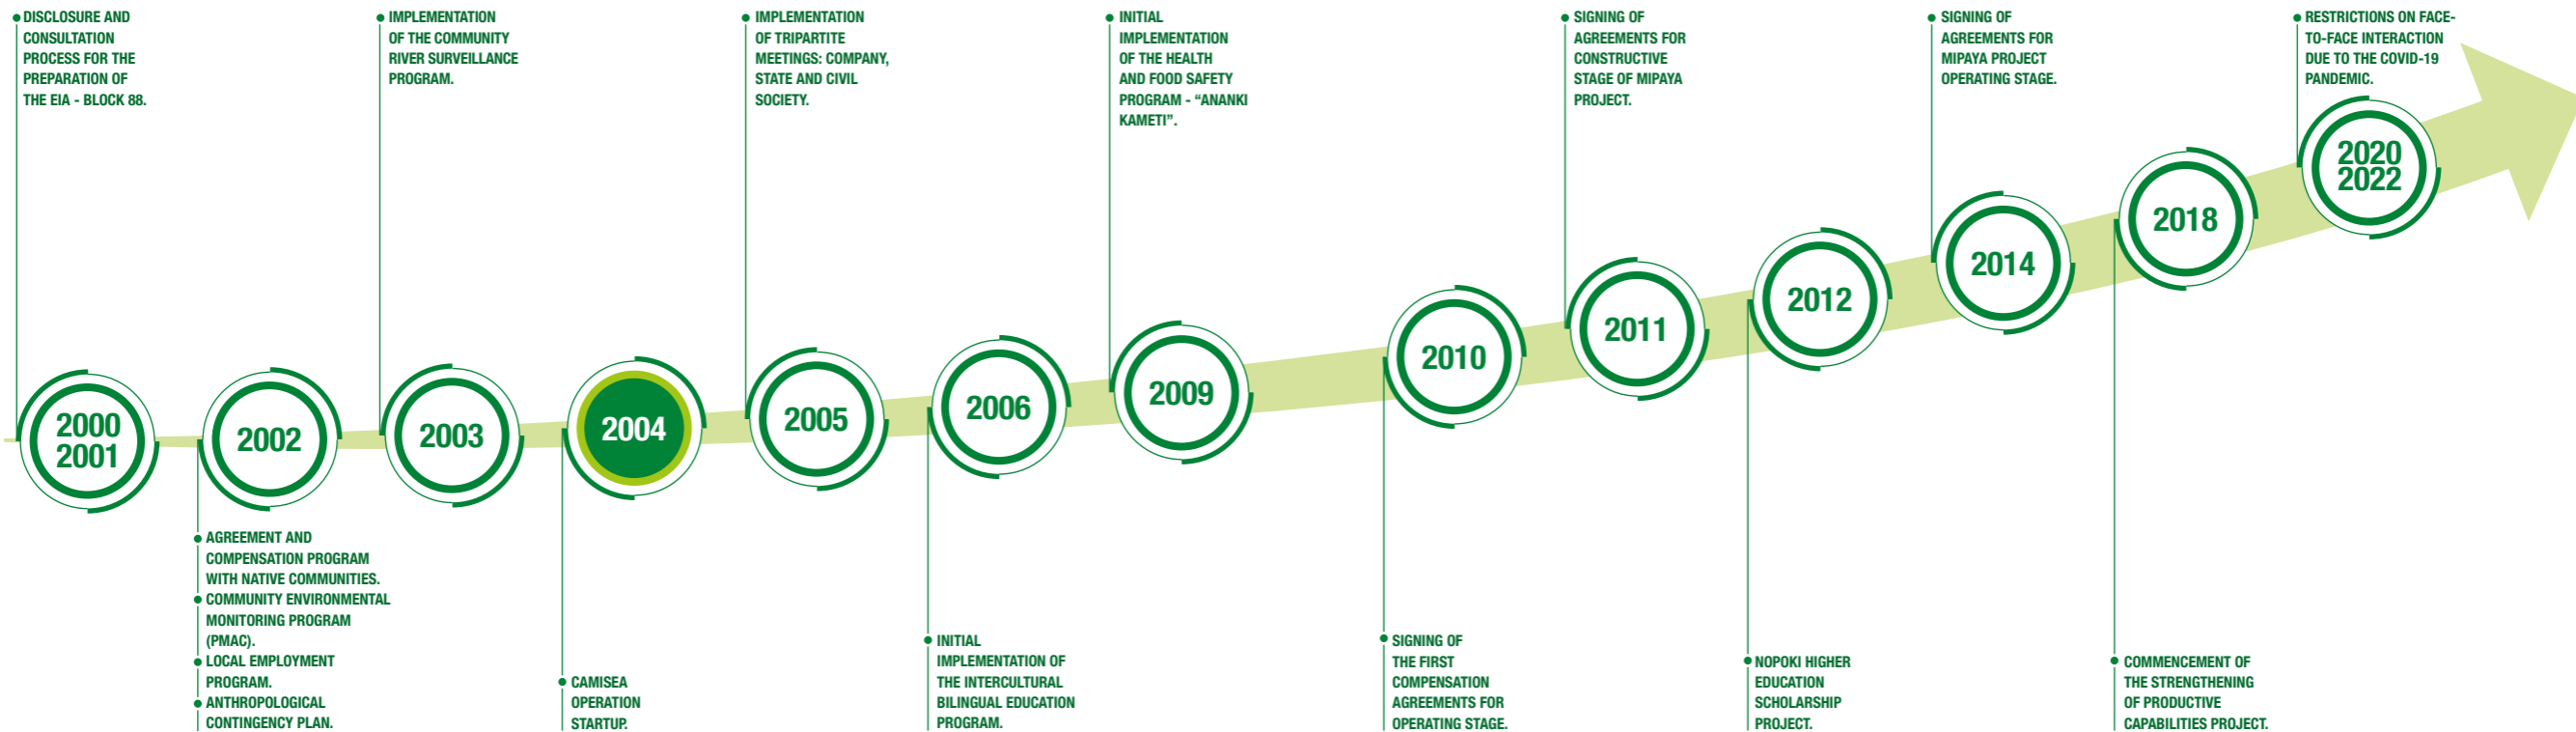 DISCLOSURE AND
CONSULTATION
PROCESS FOR THE
PREPARATION OF
THE EIA - BLOCK 88.
IMPLEMENTATION
OF THE COMMUNITY
RIVER SURVEILLANCE
PROGRAM.
IMPLEMENTATION
OF TRIPARTITE
MEETINGS: COMPANY,
STATE AND CIVIL
SOCIETY.
INITIAL
IMPLEMENTATION
OF THE HEALTH
AND FOOD SAFETY
PROGRAM - “ANANKI
KAMETI”.
SIGNING OF
AGREEMENTS FOR
CONSTRUCTIVE
STAGE OF MIPAYA
PROJECT.
SIGNING OF
AGREEMENTS FOR
MIPAYA PROJECT
OPERATING STAGE.
RESTRICTIONS ON FACE-
TO-FACE INTERACTION
DUE TO THE COVID-19
PANDEMIC.
2000
2001
2002
2003
2004
2005
2006
2009
2010
2011
2012
2014
2018
2020
2022
AGREEMENT AND
COMPENSATION PROGRAM
WITH NATIVE COMMUNITIES.
COMMUNITY ENVIRONMENTAL
MONITORING PROGRAM
(PMAC).
LOCAL EMPLOYMENT
PROGRAM.
ANTHROPOLOGICAL
CONTINGENCY PLAN.
CAMISEA
OPERATION
STARTUP.
INITIAL
IMPLEMENTATION OF
THE INTERCULTURAL
BILINGUAL EDUCATION
PROGRAM.
SIGNING OF
THE FIRST
COMPENSATION
AGREEMENTS FOR
OPERATING STAGE.
NOPOKI HIGHER
EDUCATION
SCHOLARSHIP
PROJECT.
COMMENCEMENT OF
THE STRENGTHENING
OF PRODUCTIVE
CAPABILITIES PROJECT.